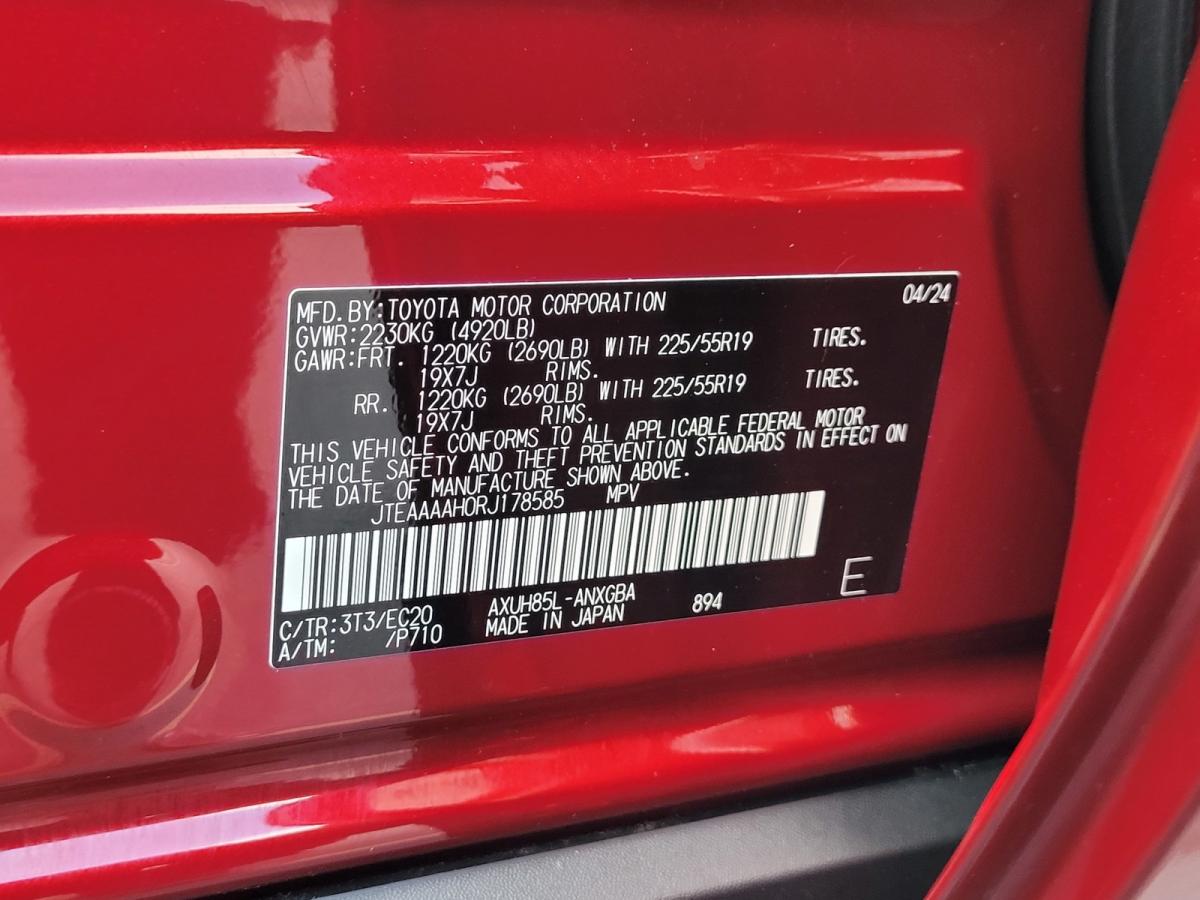 MFD.BY:TOYOTA MOTOR CORPORATION 04/24
GVWR:2230KG (4920LB)
GAWR:FRT. 1220KG (2690LB) WITH 225/55R19 TIRES.
19X7J RIMS.
RR. 1220KG (2690LB) WITH 225/55R19 TIRES.
19X7J RIMS.
THIS VEHICLE CONFORMS TO ALL APPLICABLE FEDERAL MOTOR
VEHICLE SAFETY AND THEFT PREVENTION STANDARDS IN EFFECT ON
THE DATE OF MANUFACTURE SHOWN ABOVE.
JTEAAAAH0RJ178585 MPV
E
C/TR:3T3/EC20 AXUH85L-ANXGBA 894
A/TM: /P710 MADE IN JAPAN